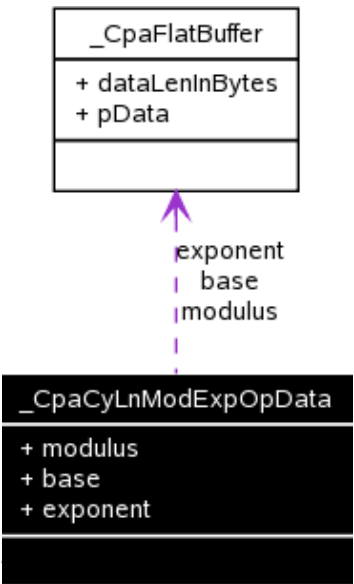 _CpaFlatBuffer
+ dataLenInBytes
+ pData
exponent
base
modulus
_CpaCyLnModExpOpData
+ modulus
+ base
+ exponent